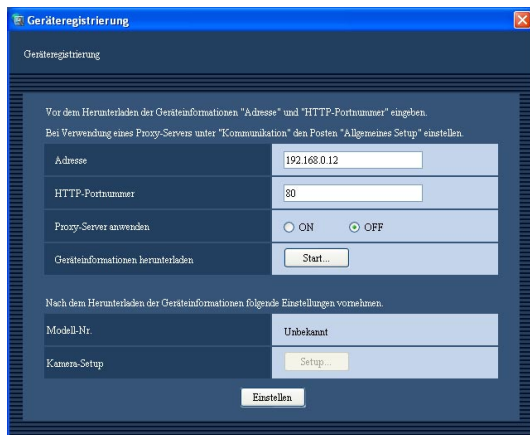 Geräteregistrierung
Geräteregistrierung
Vor dem Herunterladen der Geräteinformationen "Adresse" und "HTTP-Portnummer" eingeben.
Bei Verwendung eines Proxy-Servers unter "Kommunikation" den Posten "Allgemeines Setup" einstellen.
Adresse 192.168.0.12
HTTP-Portnummer 80
Proxy-Server anwenden ON OFF
Geräteinformationen herunterladen Start...
Nach dem Herunterladen der Geräteinformationen folgende Einstellungen vornehmen.
Modell-Nr. Unbekannt
Kamera-Setup Setup...
Einstellen